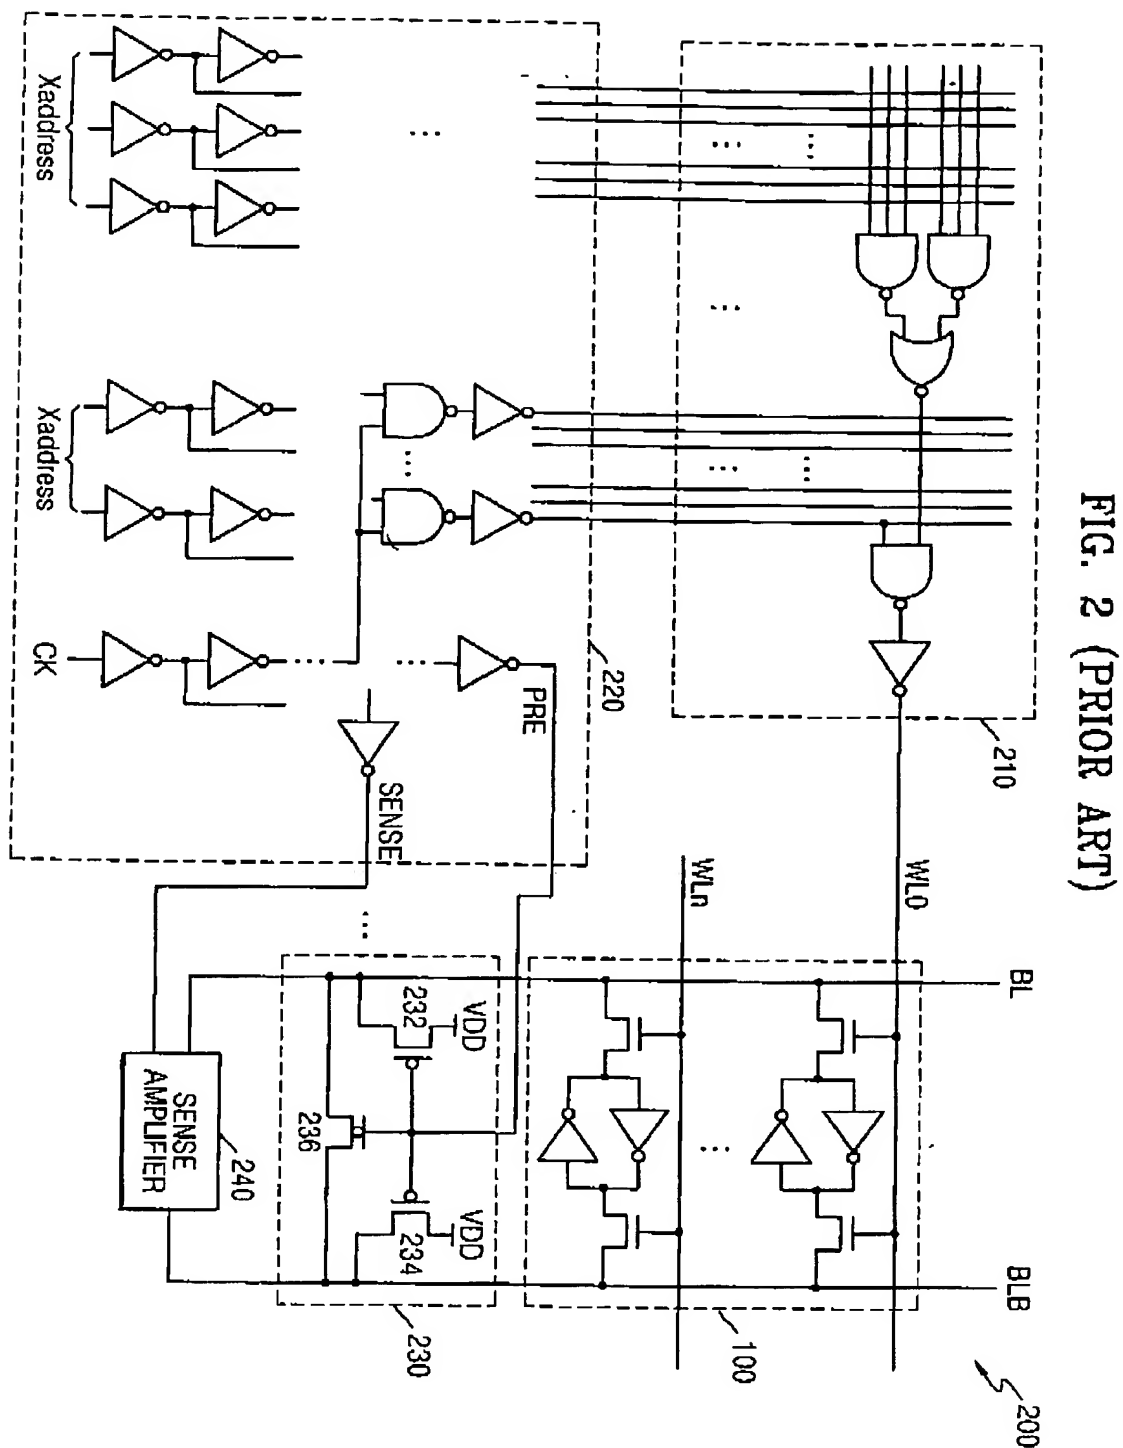 FIG. 2 (PRIOR ART)
200
BL
BLB
WL0
210
WLn
100
220
PRE
VDD
VDD
232
234
236
230
SENSE
Xaddress
Xaddress
CK
SENSE
AMPLIFIER
240